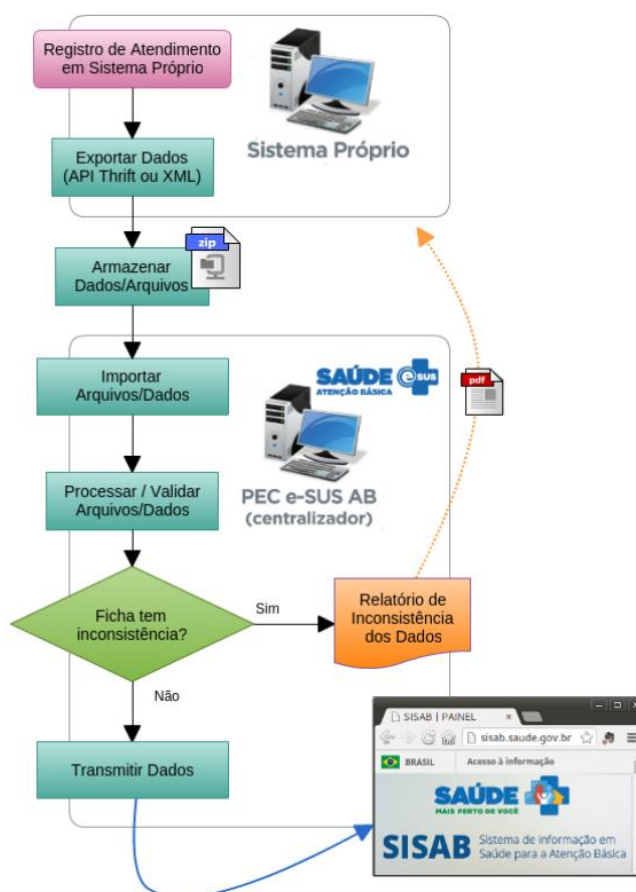 Registro de Atendimento
em Sistema Próprio
Sistema Próprio
Exportar Dados
(API Thrift ou XML)
zip
Armazenar
Dados/Arquivos
Importar
Arquivos/Dados
SAÚDE e-SUS
ATENÇÃO BÁSICA
pdf
Processar / Validar
Arquivos/Dados
PEC e-SUS AB
(centralizador)
Ficha tem
inconsistência?
Sim
Relatório de
Inconsistência
dos Dados
Não
Transmitir Dados
SISAB | PAINEL
sisab.saude.gov.br
BRASIL
Acesso à informação
SAÚDE
MAIS PERTO DE VOCÊ
SISAB
Sistema de informação em
Saúde para a Atenção Básica